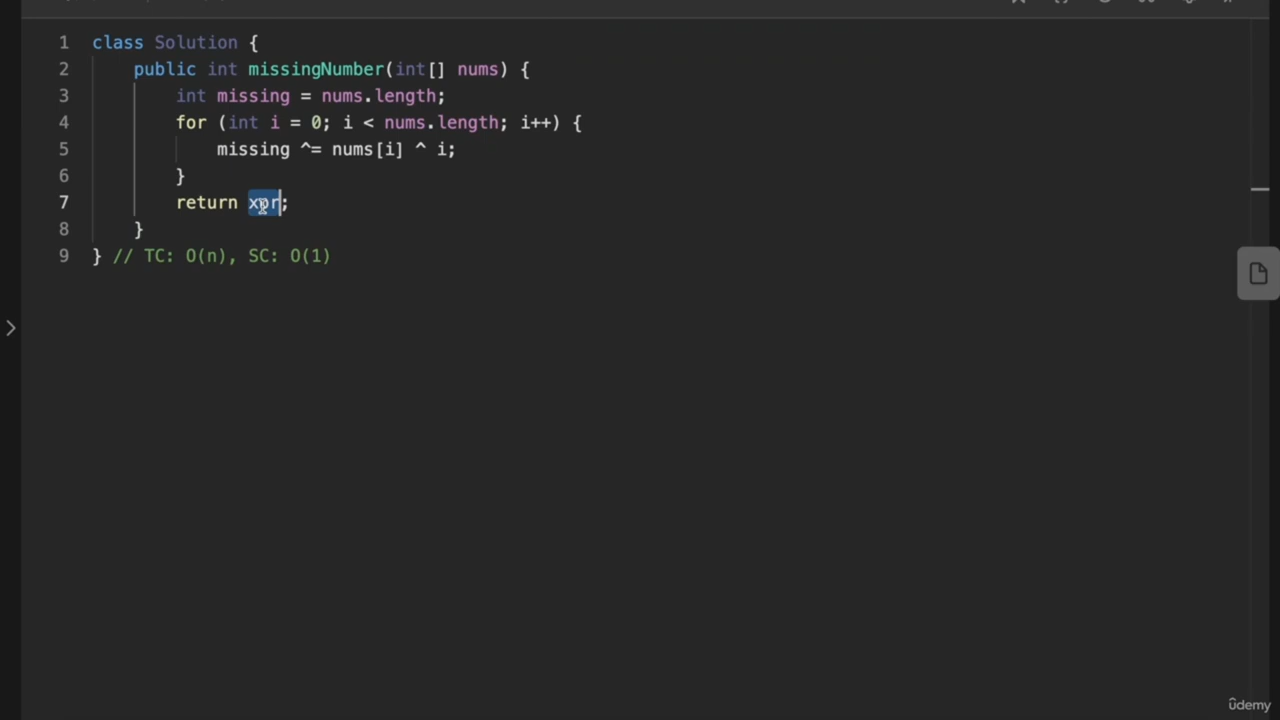 1 class Solution {
2 public int missingNumber(int[] nums) {
3 int missing = nums.length;
4 for (int i = 0; i < nums.length; i++) {
5 missing ^= nums[i] ^ i;
6 }
7 return xor;
8 }
9 } // TC: O(n), SC: O(1)
ûdemy